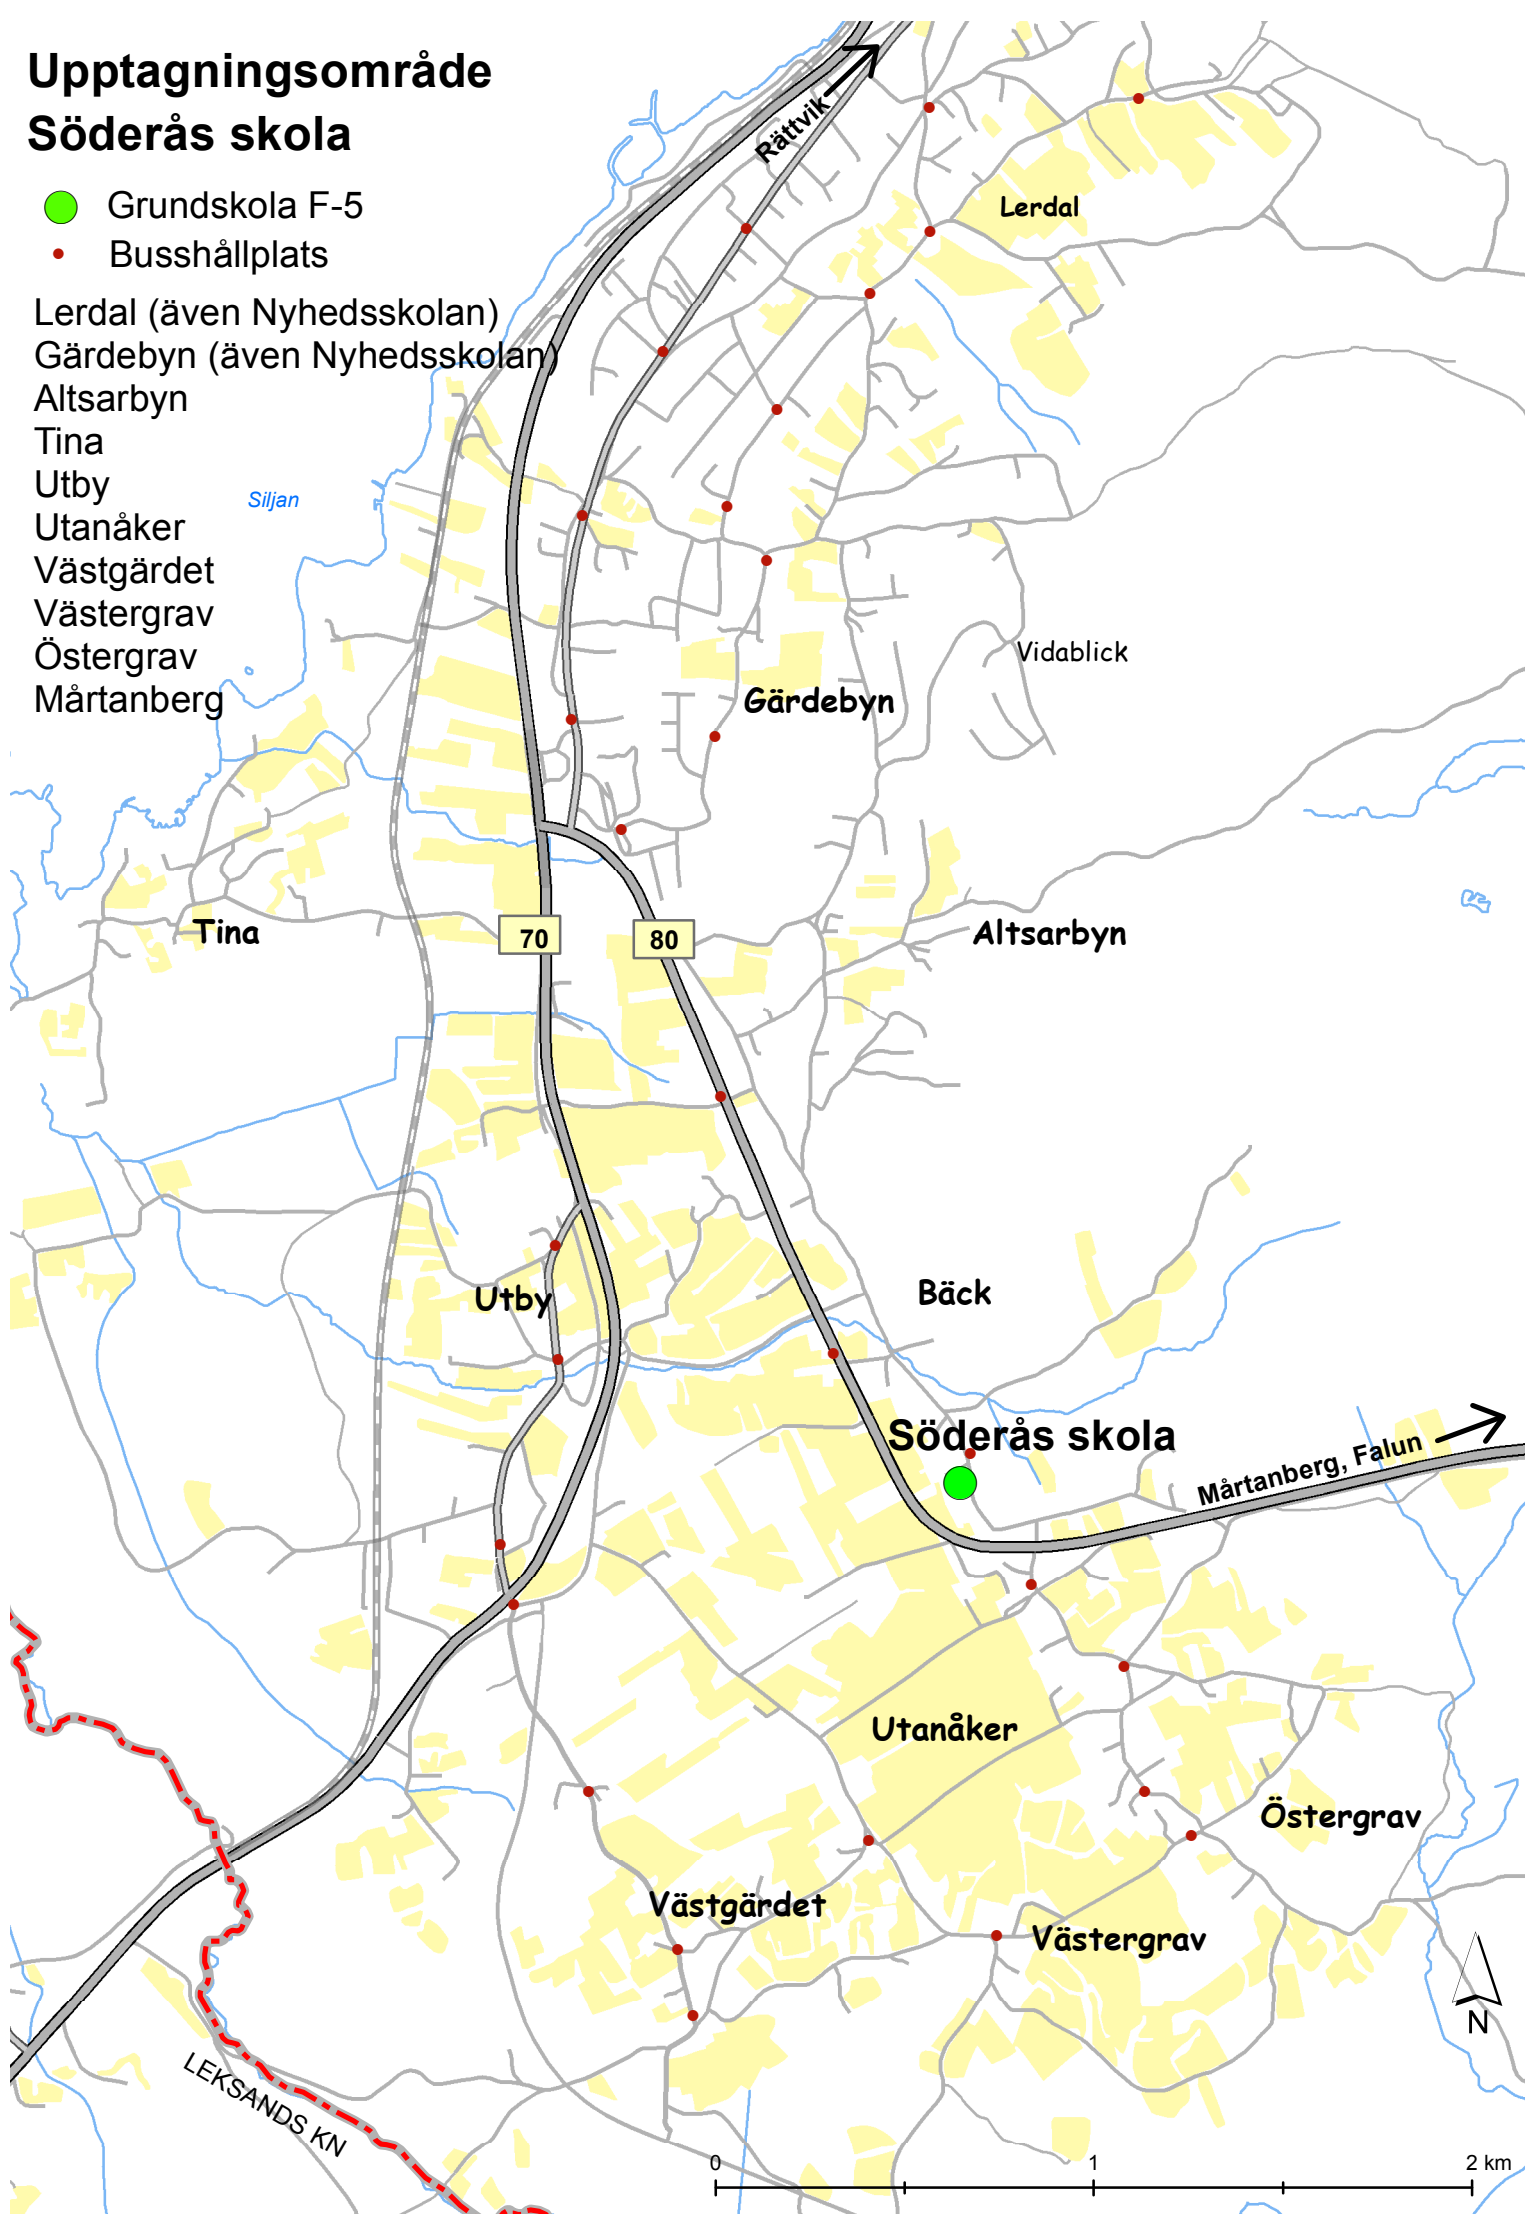 Upptagningsområde
Söderås skola
Grundskola F-5
Busshållplats
Lerdal (även Nyhedsskolan)
Gärdebyn (även Nyhedsskolan)
Altsarbyn
Tina
Utby
Utanåker
Västgärdet
Västergrav
Östergrav
Mårtanberg
Rättvik
Lerdal
Siljan
Vidablick
Gärdebyn
Tina
70
80
Altsarbyn
Utby
Bäck
Söderås skola
Mårtanberg, Falun
Utanåker
Östergrav
Västgärdet
Västergrav
N
LEKSANDS KN
0 1 2 km